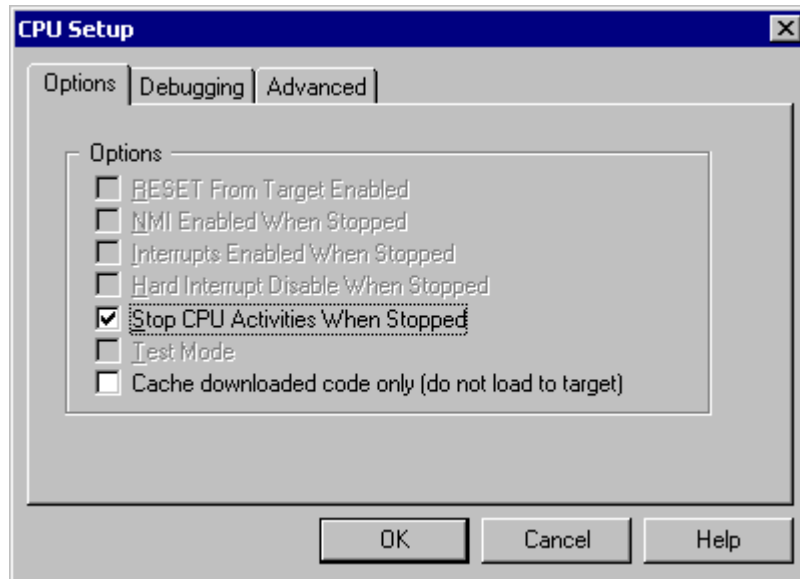 CPU Setup
Options Debugging Advanced
Options
RESET From Target Enabled
NMI Enabled When Stopped
Interrupts Enabled When Stopped
Hard Interrupt Disable When Stopped
Stop CPU Activities When Stopped
Test Mode
Cache downloaded code only (do not load to target)
OK Cancel Help